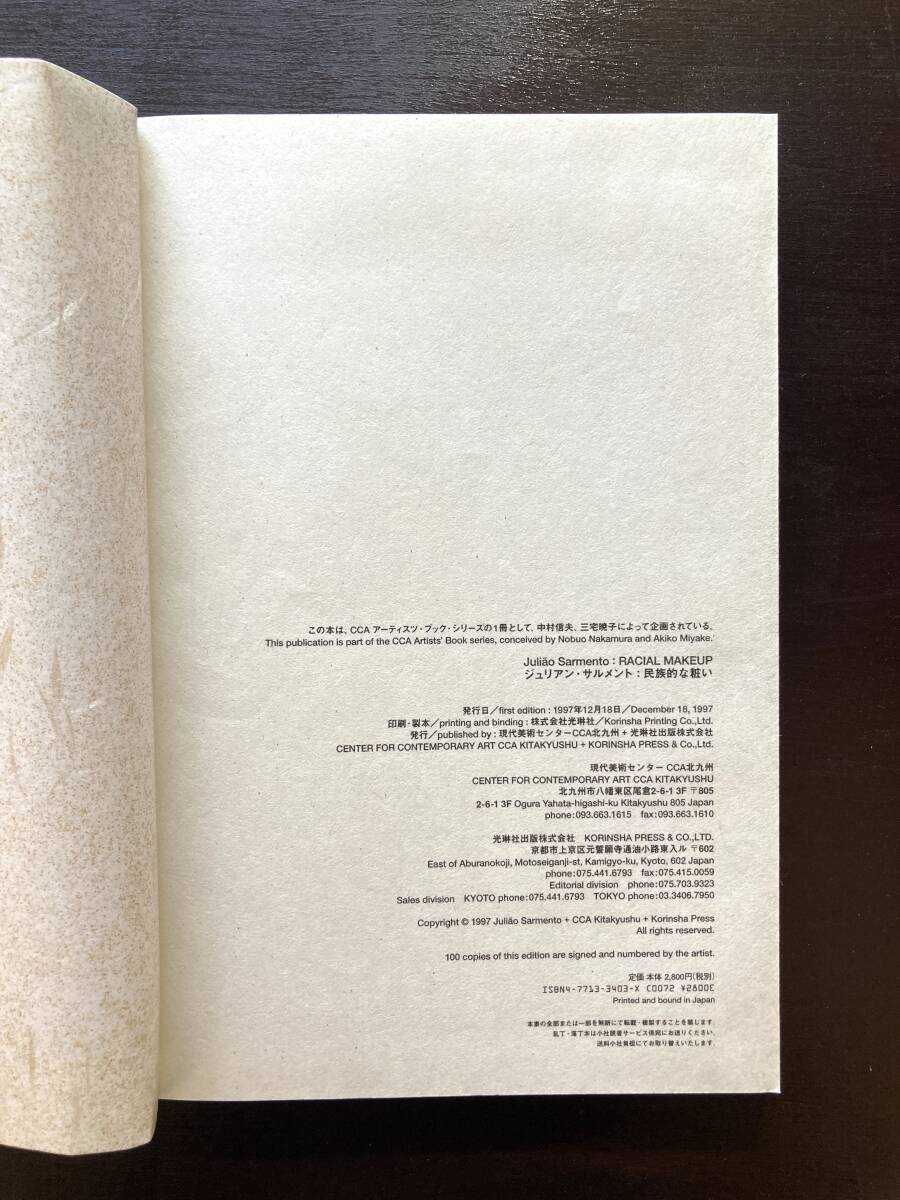 この本は、CCA アーティスツ・ブック・シリーズの1冊として、中村信夫、三宅暁子によって企画されている。
This publication is part of the CCA Artists' Book series, conceived by Nobuo Nakamura and Akiko Miyake.
Julião Sarmento : RACIAL MAKEUP
ジュリアン・サルメント : 民族的な粧い
発行日／first edition : 1997年12月18日／December 18, 1997
印刷・製本／printing and binding : 株式会社光琳社／Korinsha Printing Co.,Ltd.
発行／published by : 現代美術センターCCA北九州 + 光琳社出版株式会社
CENTER FOR CONTEMPORARY ART CCA KITAKYUSHU + KORINSHA PRESS & Co.,Ltd.
現代美術センター CCA北九州
CENTER FOR CONTEMPORARY ART CCA KITAKYUSHU
北九州市八幡東区尾倉2-6-1 3F 〒805
2-6-1 3F Ogura Yahata-higashi-ku Kitakyushu 805 Japan
phone:093.663.1615 fax:093.663.1610
光琳社出版株式会社 KORINSHA PRESS & CO.,LTD.
京都市上京区元誓願寺通油小路東入ル 〒602
East of Aburanokoji, Motoseiganji-st, Kamigyo-ku, Kyoto, 602 Japan
phone:075.441.6793 fax:075.415.0059
Editorial division phone:075.703.9323
Sales division KYOTO phone:075.441.6793 TOKYO phone:03.3406.7950
Copyright © 1997 Julião Sarmento + CCA Kitakyushu + Korinsha Press
All rights reserved.
100 copies of this edition are signed and numbered by the artist.
定価 本体 2,800円(税別)
ISBN4-7713-3403-X C0072 ¥2800E
Printed and bound in Japan
本書の全部または一部を無断にて転載・複製することを禁じます
乱丁・落丁本は小社読者サービス係宛にお送りください。
送料小社負担にてお取り替えいたします